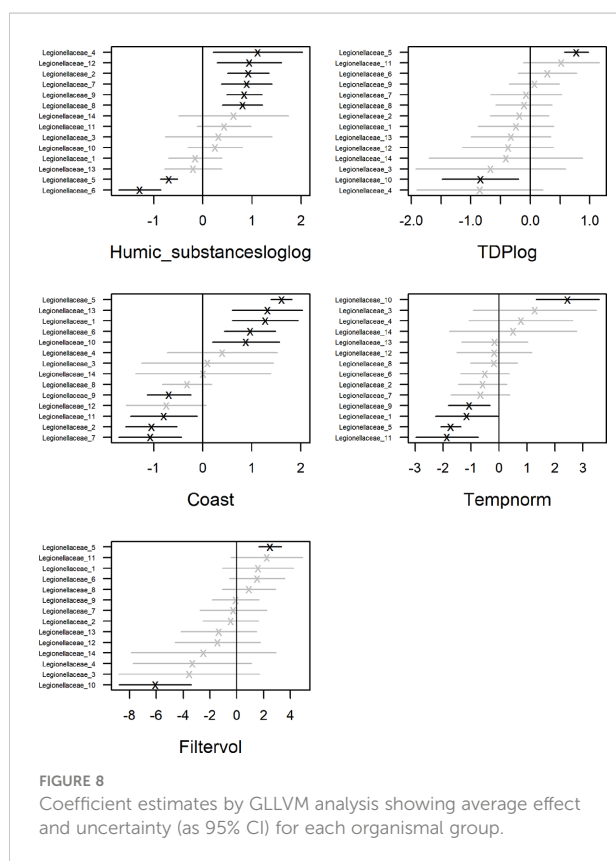 Legionellaceae_4
Legionellaceae_12
Legionellaceae_2
Legionellaceae_7
Legionellaceae_9
Legionellaceae_8
Legionellaceae_14
Legionellaceae_11
Legionellaceae_3
Legionellaceae_10
Legionellaceae_1
Legionellaceae_13
Legionellaceae_5
Legionellaceae_6
-1 0 1 2
Humic_substancesloglog
Legionellaceae_5
Legionellaceae_11
Legionellaceae_6
Legionellaceae_9
Legionellaceae_7
Legionellaceae_8
Legionellaceae_2
Legionellaceae_1
Legionellaceae_13
Legionellaceae_12
Legionellaceae_14
Legionellaceae_3
Legionellaceae_10
Legionellaceae_4
-2.0 -1.0 0.0 1.0
TDPlog
Legionellaceae_5
Legionellaceae_13
Legionellaceae_1
Legionellaceae_6
Legionellaceae_10
Legionellaceae_4
Legionellaceae_3
Legionellaceae_14
Legionellaceae_8
Legionellaceae_9
Legionellaceae_12
Legionellaceae_11
Legionellaceae_2
Legionellaceae_7
-1 0 1 2
Coast
Legionellaceae_10
Legionellaceae_3
Legionellaceae_4
Legionellaceae_14
Legionellaceae_13
Legionellaceae_12
Legionellaceae_8
Legionellaceae_6
Legionellaceae_2
Legionellaceae_7
Legionellaceae_9
Legionellaceae_1
Legionellaceae_5
Legionellaceae_11
-3 -2 -1 0 1 2 3
Tempnorm
Legionellaceae_5
Legionellaceae_11
Legionellaceae_1
Legionellaceae_6
Legionellaceae_8
Legionellaceae_9
Legionellaceae_7
Legionellaceae_2
Legionellaceae_13
Legionellaceae_12
Legionellaceae_14
Legionellaceae_4
Legionellaceae_3
Legionellaceae_10
-8 -6 -4 -2 0 2 4
Filtervol
FIGURE 8
Coefficient estimates by GLLVM analysis showing average effect
and uncertainty (as 95% CI) for each organismal group.